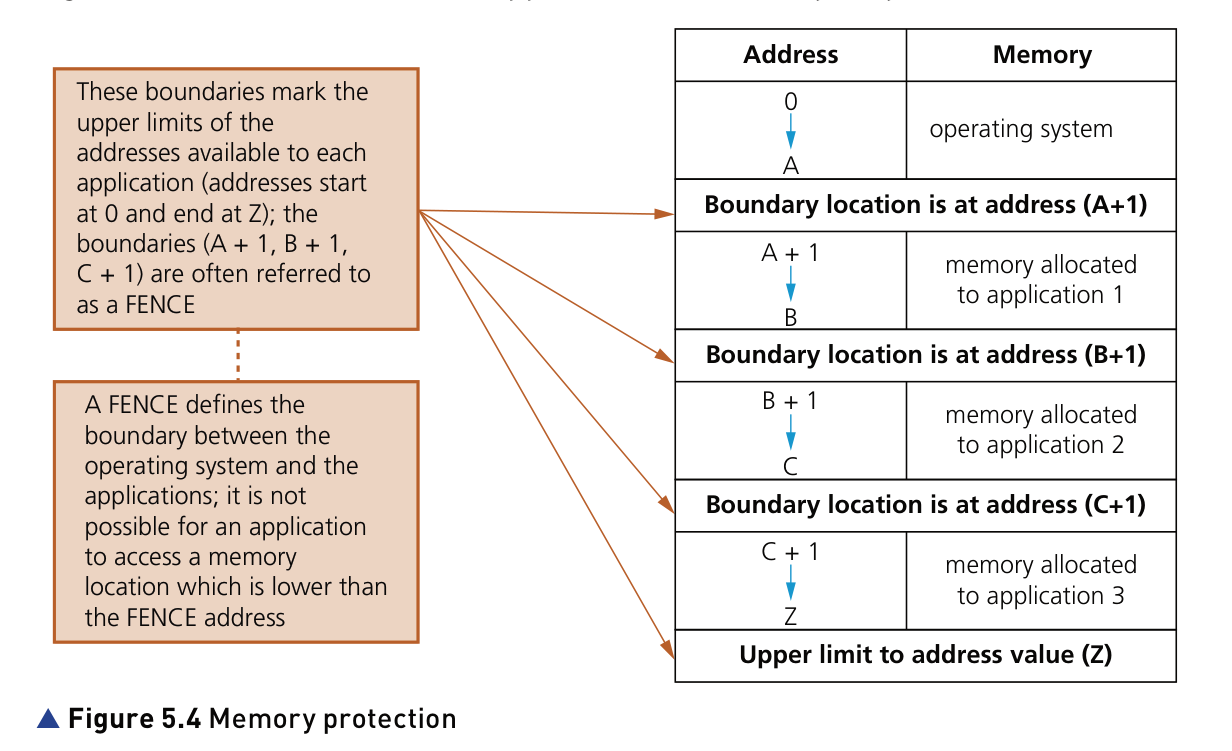 These boundaries mark the
upper limits of the
addresses available to each
application (addresses start
at 0 and end at Z); the
boundaries (A + 1, B + 1,
C + 1) are often referred to
as a FENCE
A FENCE defines the
boundary between the
operating system and the
applications; it is not
possible for an application
to access a memory
location which is lower than
the FENCE address
Address Memory
0
operating system
A
Boundary location is at address (A+1)
A + 1
memory allocated
to application 1
B
Boundary location is at address (B+1)
B + 1
memory allocated
to application 2
C
Boundary location is at address (C+1)
C + 1
memory allocated
to application 3
Z
Upper limit to address value (Z)
▲ Figure 5.4 Memory protection